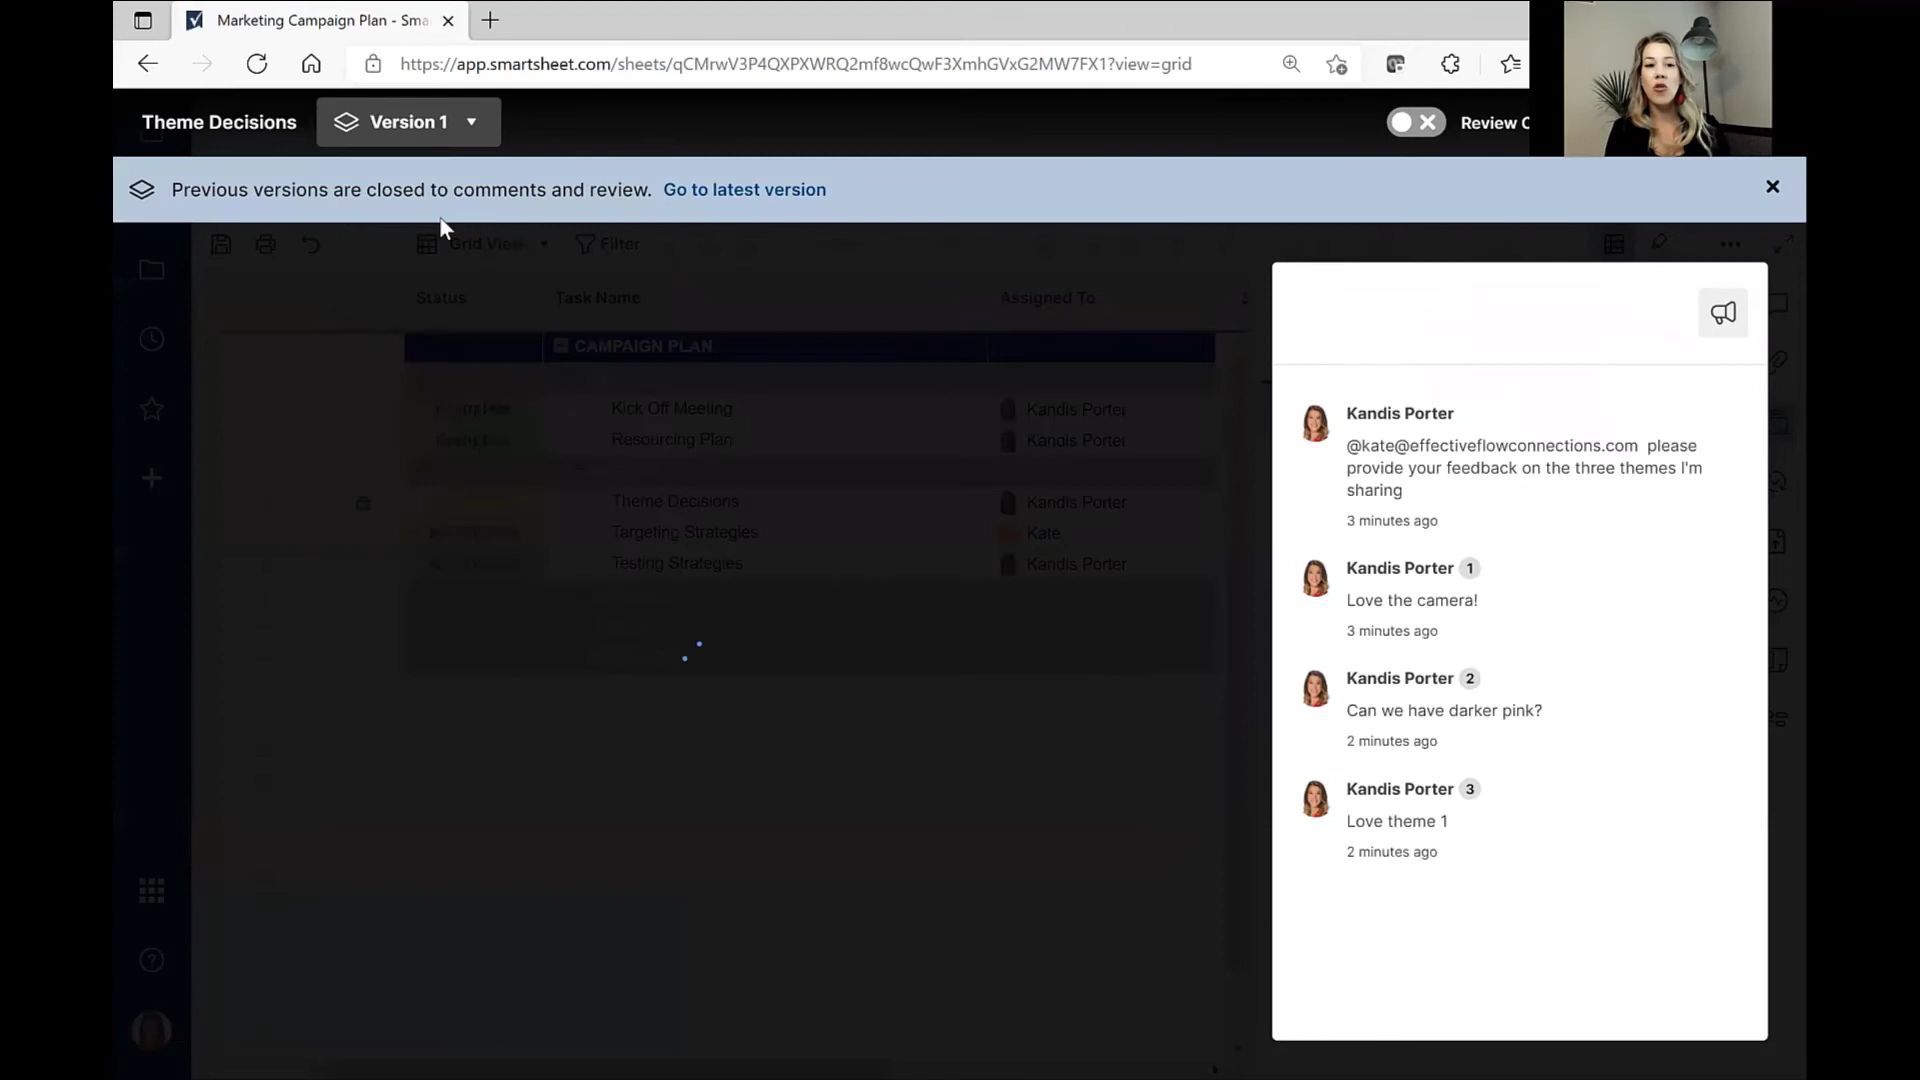 Marketing Campaign Plan - Sma
https://app.smartsheet.com/sheets/qCMrwV3P4QXPXWRQ2mf8wcQwF3XmhGVxG2MW7FX1?view=grid
Theme Decisions
Version 1
Review C
Previous versions are closed to comments and review. Go to latest version
Grid View
Filter
Status
Task Name
Assigned To
CAMPAIGN PLAN
Kick Off Meeting
Kandis Porter
Resourcing Plan
Kandis Porter
Theme Decisions
Kandis Porter
Targeting Strategies
Kate
Testing Strategies
Kandis Porter
Kandis Porter
@kate@effectiveflowconnections.com please
provide your feedback on the three themes I'm
sharing
3 minutes ago
Kandis Porter 1
Love the camera!
3 minutes ago
Kandis Porter 2
Can we have darker pink?
2 minutes ago
Kandis Porter 3
Love theme 1
2 minutes ago